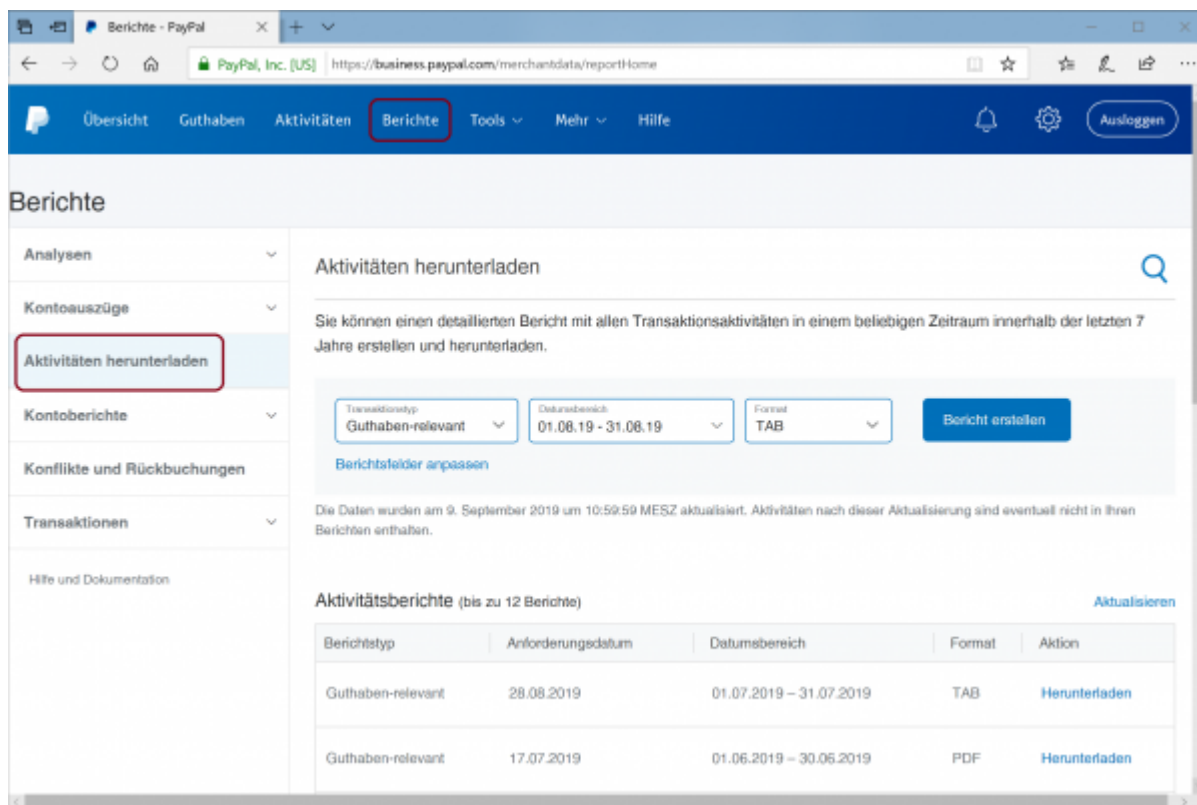 Berichte - PayPal
PayPal, Inc. [US] https://business.paypal.com/merchantdata/reportHome
Übersicht Guthaben Aktivitäten Berichte Tools Mehr Hilfe Ausloggen
Berichte
Analysen
Kontoauszüge
Aktivitäten herunterladen
Kontoberichte
Konflikte und Rückbuchungen
Transaktionen
Hilfe und Dokumentation
Aktivitäten herunterladen
Sie können einen detaillierten Bericht mit allen Transaktionsaktivitäten in einem beliebigen Zeitraum innerhalb der letzten 7
Jahre erstellen und herunterladen.
Transaktionstyp Datumsbereich Format
Guthaben-relevant 01.08.19 - 31.08.19 TAB Bericht erstellen
Berichtsfelder anpassen
Die Daten wurden am 9. September 2019 um 10:59:59 MESZ aktualisiert. Aktivitäten nach dieser Aktualisierung sind eventuell nicht in Ihren
Berichten enthalten.
Aktivitätsberichte (bis zu 12 Berichte) Aktualisieren
Berichtstyp Anforderungsdatum Datumsbereich Format Aktion
Guthaben-relevant 28.08.2019 01.07.2019 – 31.07.2019 TAB Herunterladen
Guthaben-relevant 17.07.2019 01.06.2019 – 30.06.2019 PDF Herunterladen